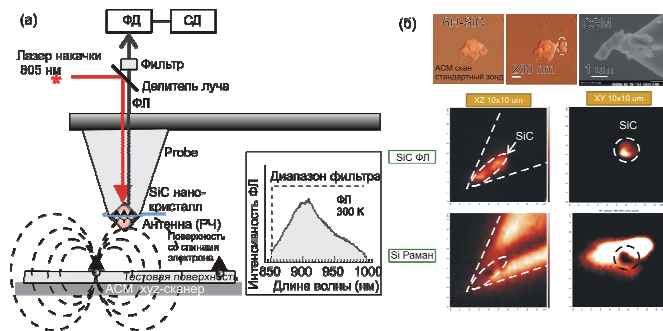 (а)
ФД
СД
Лазер накачки
805 нм
Фильтр
Делитель луча
ФЛ
Probe
SiC нано-
кристалл
Антенна (РЧ)
Поверхность
со спинами
электронов
Тестовая поверхность
АСМ xyz-сканер
Интенсивность ФЛ
Диапазон фильтра
ФЛ
300 K
850 900 950 1000
Длина волны (нм)
(б)
6H-SiC
АСМ скан
стандартный зонд
200 nm
СЭМ
1 um
XZ 10x10 um
XY 10x10 um
SiC ФЛ
SiC
SiC
Si Раман